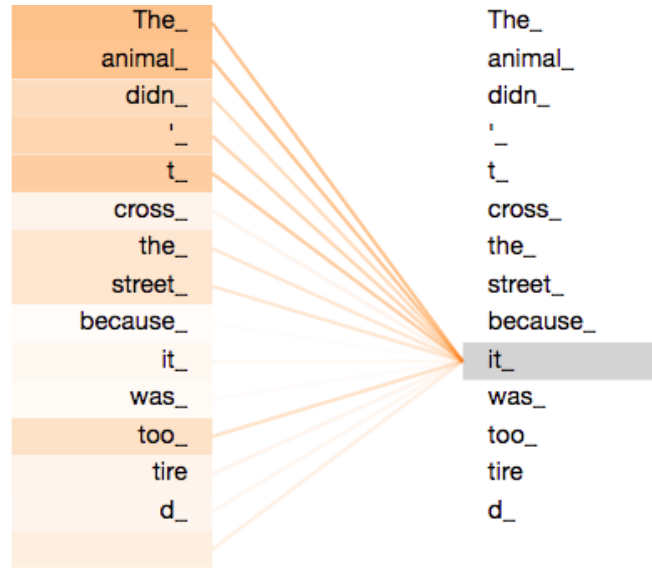 The_ The_
animal_ animal_
didn_ didn_
'_ '_
t_ t_
cross_ cross_
the_ the_
street_ street_
because_ because_
it_ it_
was_ was_
too_ too_
tire tire
d_ d_